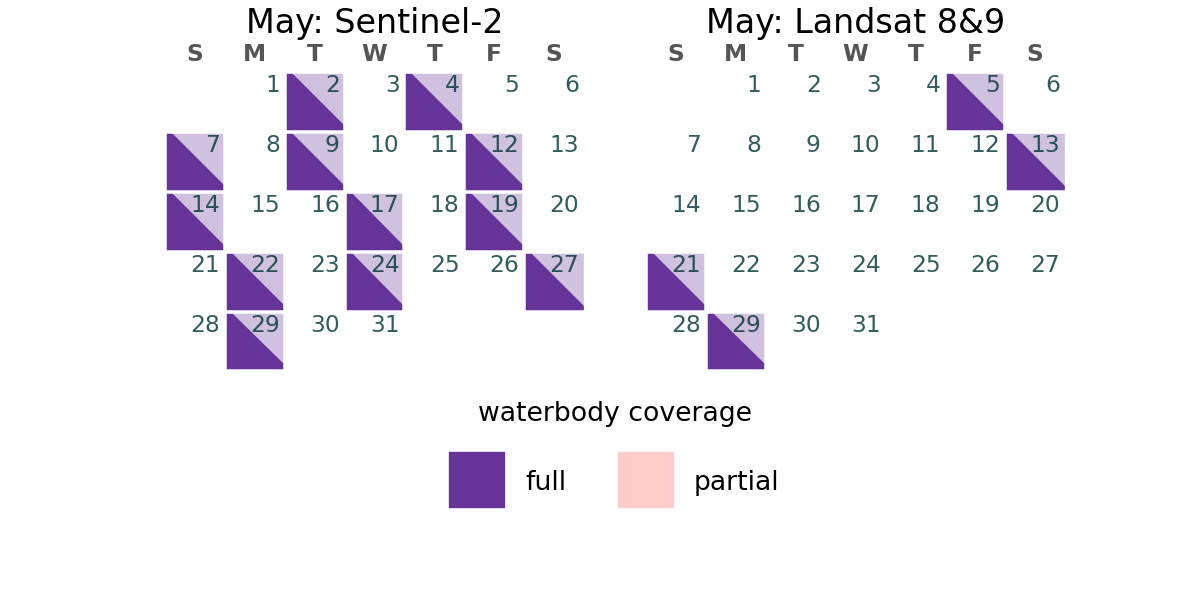 May: Sentinel-2 May: Landsat 8&9
S M T W T F S S M T W T F S
1 2 3 4 5 6 1 2 3 4 5 6
7 8 9 10 11 12 13 7 8 9 10 11 12 13
14 15 16 17 18 19 20 14 15 16 17 18 19 20
21 22 23 24 25 26 27 21 22 23 24 25 26 27
28 29 30 31 28 29 30 31
waterbody coverage
full partial